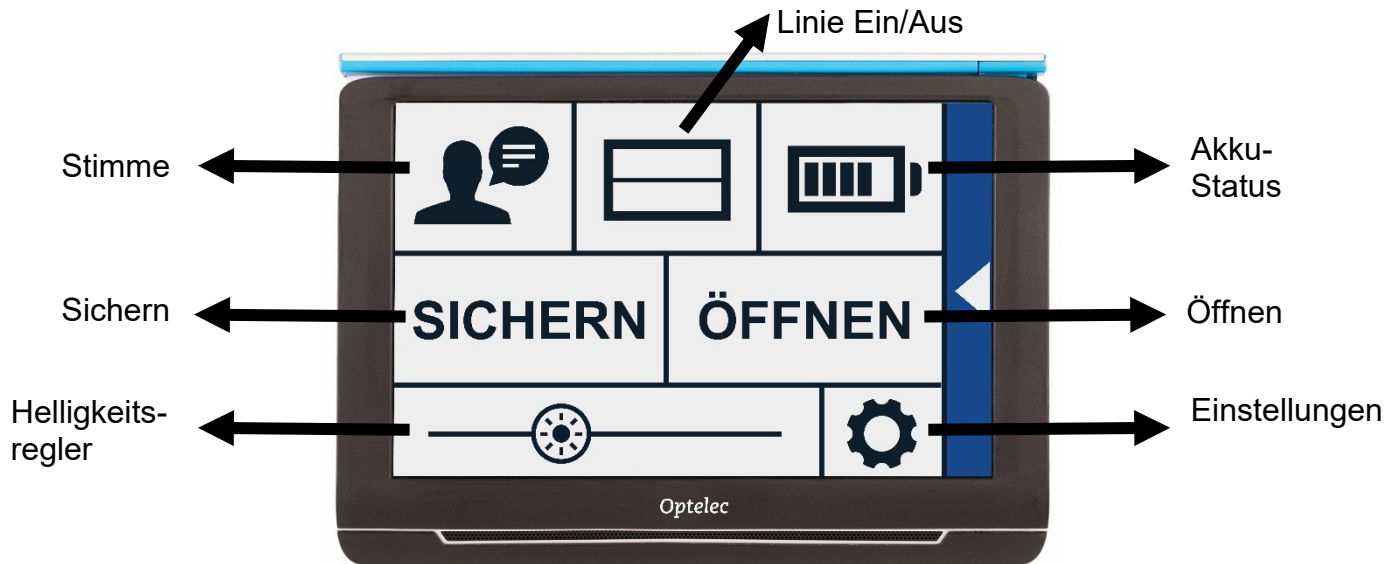 Linie Ein/Aus
Stimme
Akku-
Status
Sichern
SICHERN
ÖFFNEN
Öffnen
Helligkeits-
regler
Einstellungen
Optelec